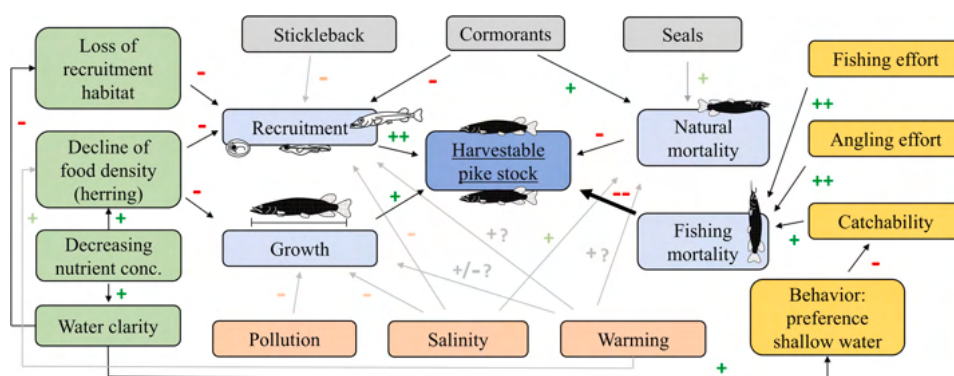 Loss of
recruitment
habitat
Stickleback
Cormorants
Seals
Fishing effort
-
-
-
-
+
+
++
Recruitment
++
-
Natural
mortality
Angling effort
Decline of
food density
(herring)
-
-
Harvestable
pike stock
--
++
+
+
+
-
+?
+
+?
Fishing
mortality
+
Catchability
Growth
+/-?
-
Decreasing
nutrient conc.
+
-
-
Behavior:
preference
shallow water
Water clarity
Pollution
Salinity
Warming
+